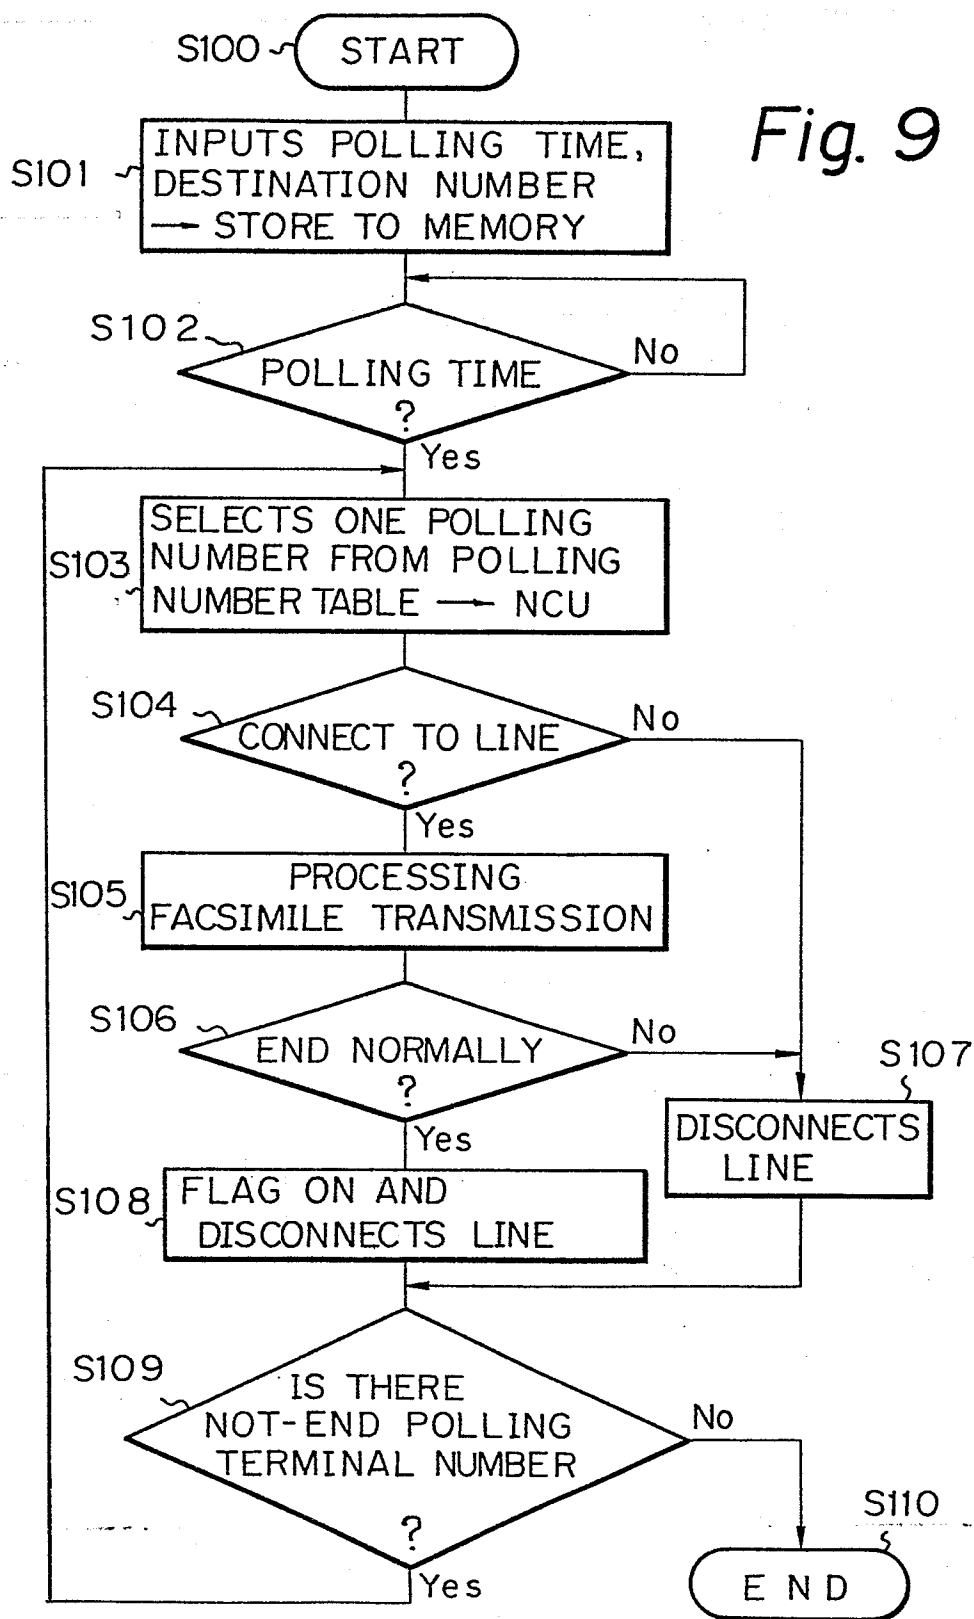 S100 START
Fig. 9
S101
INPUTS POLLING TIME,
DESTINATION NUMBER
→ STORE TO MEMORY
S102
POLLING TIME
?
No
Yes
S103
SELECTS ONE POLLING
NUMBER FROM POLLING
NUMBER TABLE → NCU
S104
CONNECT TO LINE
?
No
Yes
S105
PROCESSING
FACSIMILE TRANSMISSION
S106
END NORMALLY
?
No
Yes
S107
DISCONNECTS
LINE
S108
FLAG ON AND
DISCONNECTS LINE
S109
IS THERE
NOT-END POLLING
TERMINAL NUMBER
?
No
Yes
S110
END